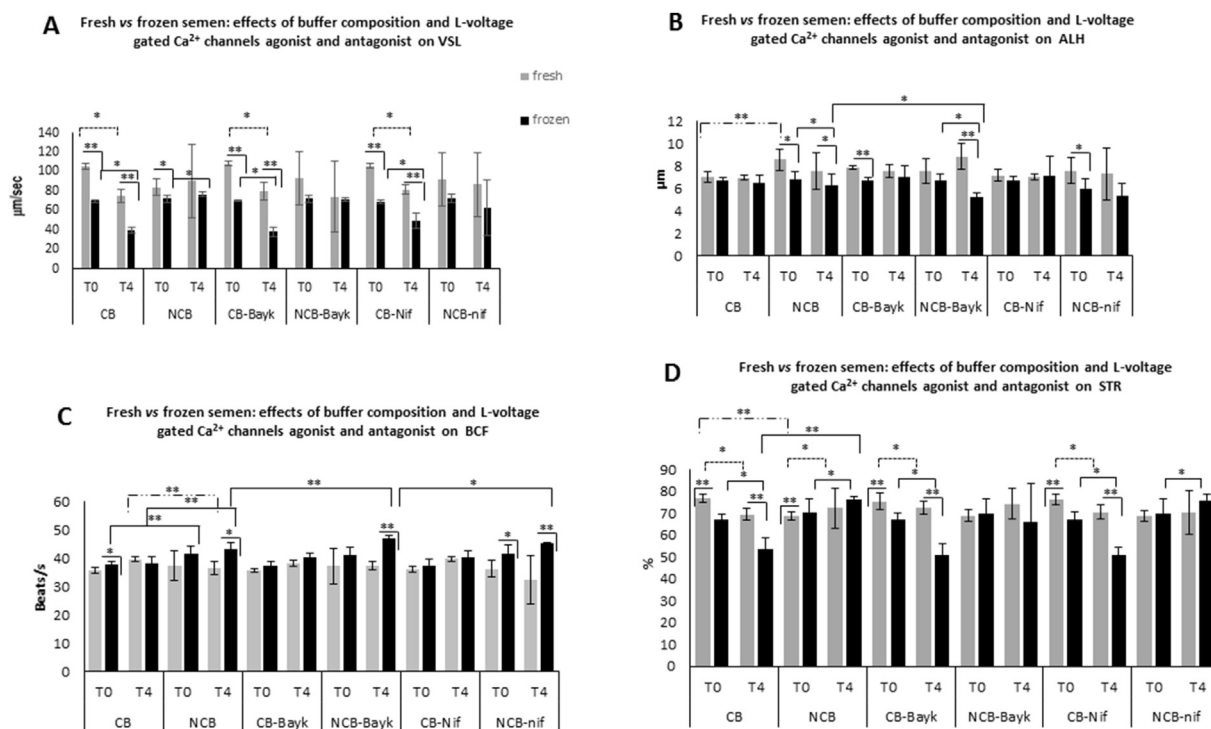 A
Fresh vs frozen semen: effects of buffer composition and L-voltage
gated Ca²⁺ channels agonist and antagonist on VSL
fresh
frozen
* * *
** * ** * * ** * ** ** * **
µm/sec
140
120
100
80
60
40
20
0
T0 T4 T0 T4 T0 T4 T0 T4 T0 T4 T0 T4
CB NCB CB-Bayk NCB-Bayk CB-Nif NCB-nif
B
Fresh vs frozen semen: effects of buffer composition and L-voltage
gated Ca²⁺ channels agonist and antagonist on ALH
*
** * *
* * ** ** *
µm
12
10
8
6
4
2
0
T0 T4 T0 T4 T0 T4 T0 T4 T0 T4 T0 T4
CB NCB CB-Bayk NCB-Bayk CB-Nif NCB-nif
C
Fresh vs frozen semen: effects of buffer composition and L-voltage
gated Ca²⁺ channels agonist and antagonist on BCF
** ** *
**
**
* * ** * **
Beats/s
60
50
40
30
20
10
0
T0 T4 T0 T4 T0 T4 T0 T4 T0 T4 T0 T4
CB NCB CB-Bayk NCB-Bayk CB-Nif NCB-nif
D
Fresh vs frozen semen: effects of buffer composition and L-voltage
gated Ca²⁺ channels agonist and antagonist on STR
**
**
* * * *
* * * * *
** ** ** ** ** ** **
%
90
80
70
60
50
40
30
20
10
0
T0 T4 T0 T4 T0 T4 T0 T4 T0 T4 T0 T4
CB NCB CB-Bayk NCB-Bayk CB-Nif NCB-nif